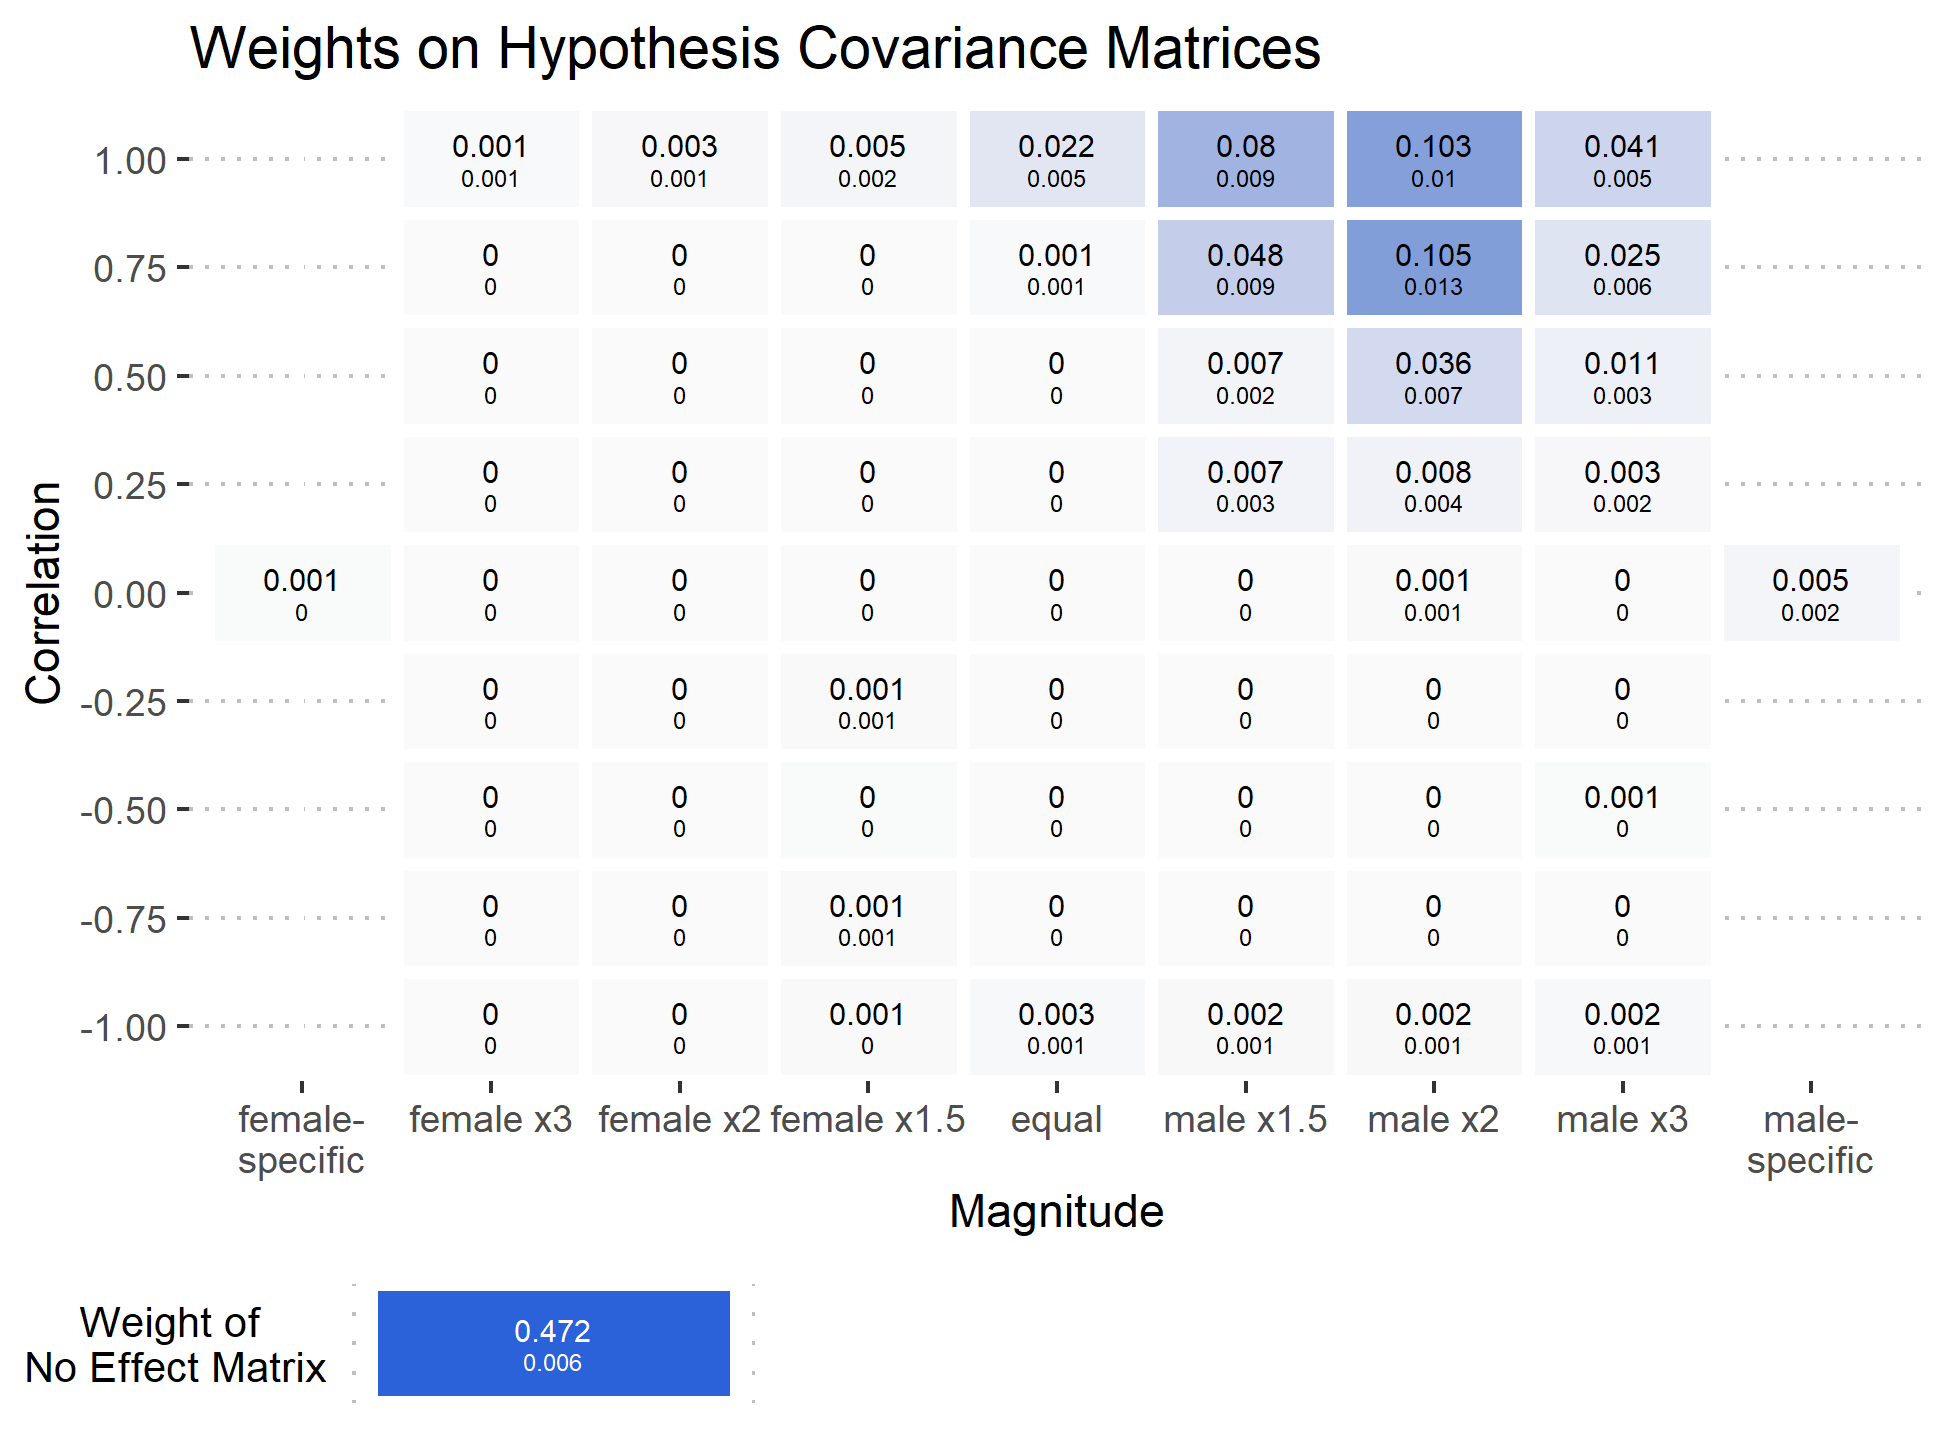 Weights on Hypothesis Covariance Matrices
1.00
0.001 0.003 0.005 0.022 0.08 0.103 0.041
0.001 0.001 0.002 0.005 0.009 0.01 0.005
0.75
0 0 0 0.001 0.048 0.105 0.025
0 0 0 0.001 0.009 0.013 0.006
0.50
0 0 0 0 0.007 0.036 0.011
0 0 0 0 0.002 0.007 0.003
0.25
0 0 0 0 0.007 0.008 0.003
0 0 0 0 0.003 0.004 0.002
0.00
0.001 0 0 0 0 0 0.001 0 0.005
0 0 0 0 0 0 0.001 0 0.002
-0.25
0 0 0.001 0 0 0 0
0 0 0.001 0 0 0 0
-0.50
0 0 0 0 0 0 0.001
0 0 0 0 0 0 0
-0.75
0 0 0.001 0 0 0 0
0 0 0.001 0 0 0 0
-1.00
0 0 0.001 0.003 0.002 0.002 0.002
0 0 0 0.001 0.001 0.001 0.001
Correlation
female-
specific
female x3
female x2
female x1.5
equal
male x1.5
male x2
male x3
male-
specific
Magnitude
Weight of
No Effect Matrix
0.472
0.006